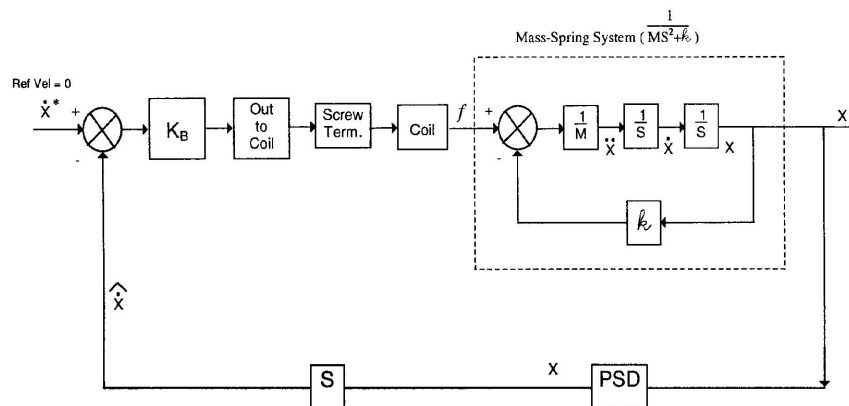 Mass-Spring System ( 1 / MS²+k )
Ref Vel = 0
ẋ*
+
-
K_B
Out
to
Coil
Screw
Term.
Coil
f
+
-
1/M
ẍ
1/S
ẋ
1/S
X
X
k
ẋ̂
S
X
PSD